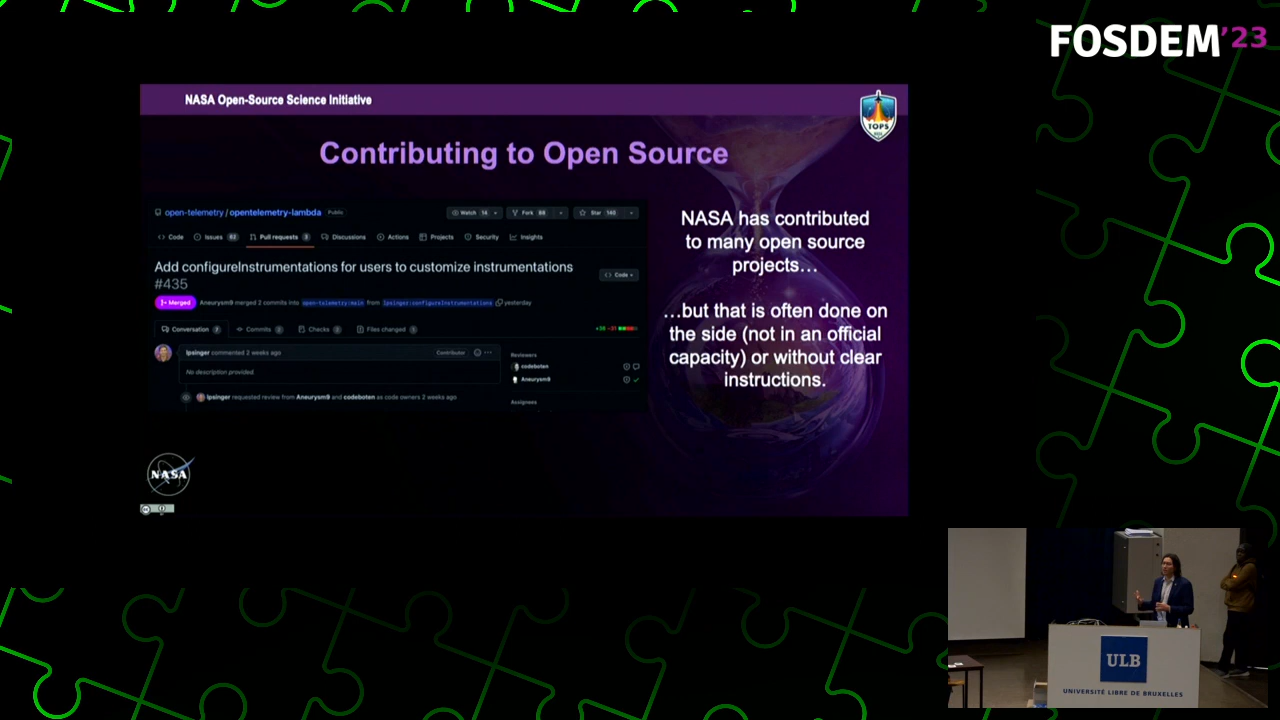 FOSDEM'23
NASA Open-Source Science Initiative
TOPS
Contributing to Open Source
open-telemetry / opentelemetry-lambda Public
Watch 14
Fork 88
Star 140
Code
Issues 63
Pull requests 3
Discussions
Actions
Projects
Security
Insights
Add configureInstrumentations for users to customize instrumentations
#435
Code
Merged Aneurysm9 merged 2 commits into open-telemetry:main from lpsinger:configureInstrumentations yesterday
Conversation 7
Commits 2
Checks 2
Files changed 1
+59 −31
lpsinger commented 2 weeks ago
Contributor
No description provided.
lpsinger requested review from Aneurysm9 and codeboten as code owners 2 weeks ago
Reviewers
codeboten
Aneurysm9
Assignees
NASA has contributed
to many open source
projects…
…but that is often done on
the side (not in an official
capacity) or without clear
instructions.
NASA
ULB
UNIVERSITÉ LIBRE DE BRUXELLES